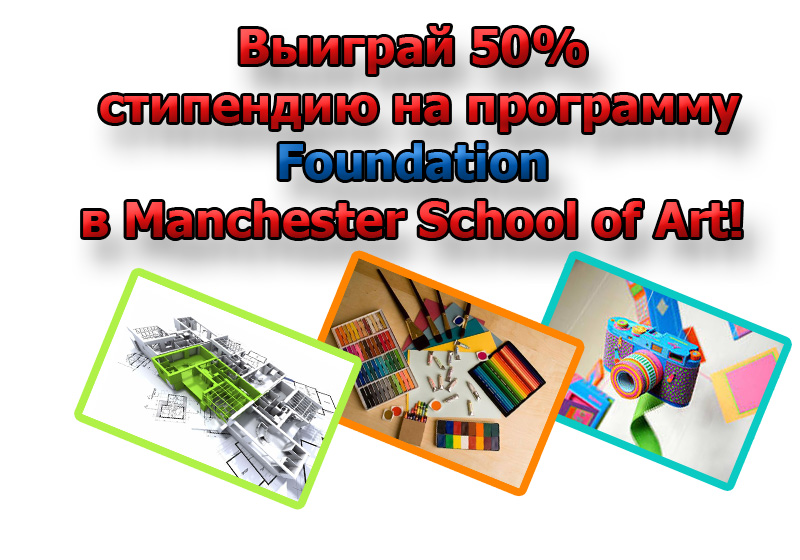 Выиграй 50%
стипендию на программу
Foundation
в Manchester School of Art!